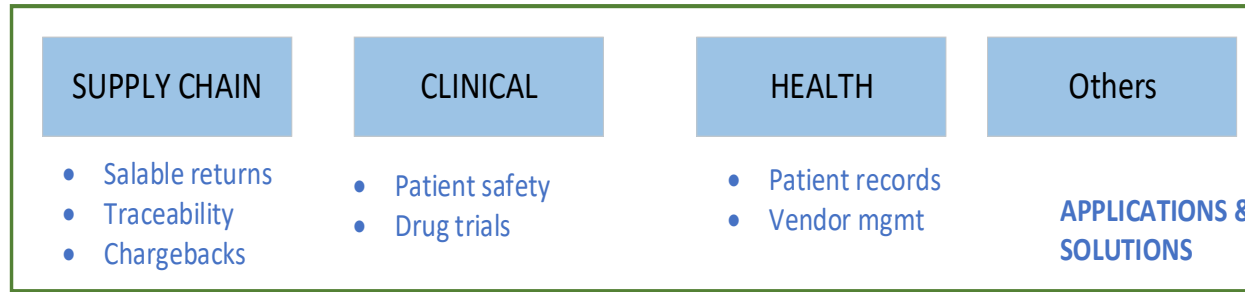 SUPPLY CHAIN
CLINICAL
HEALTH
Others
• Salable returns
• Traceability
• Chargebacks
• Patient safety
• Drug trials
• Patient records
• Vendor mgmt
APPLICATIONS &
SOLUTIONS